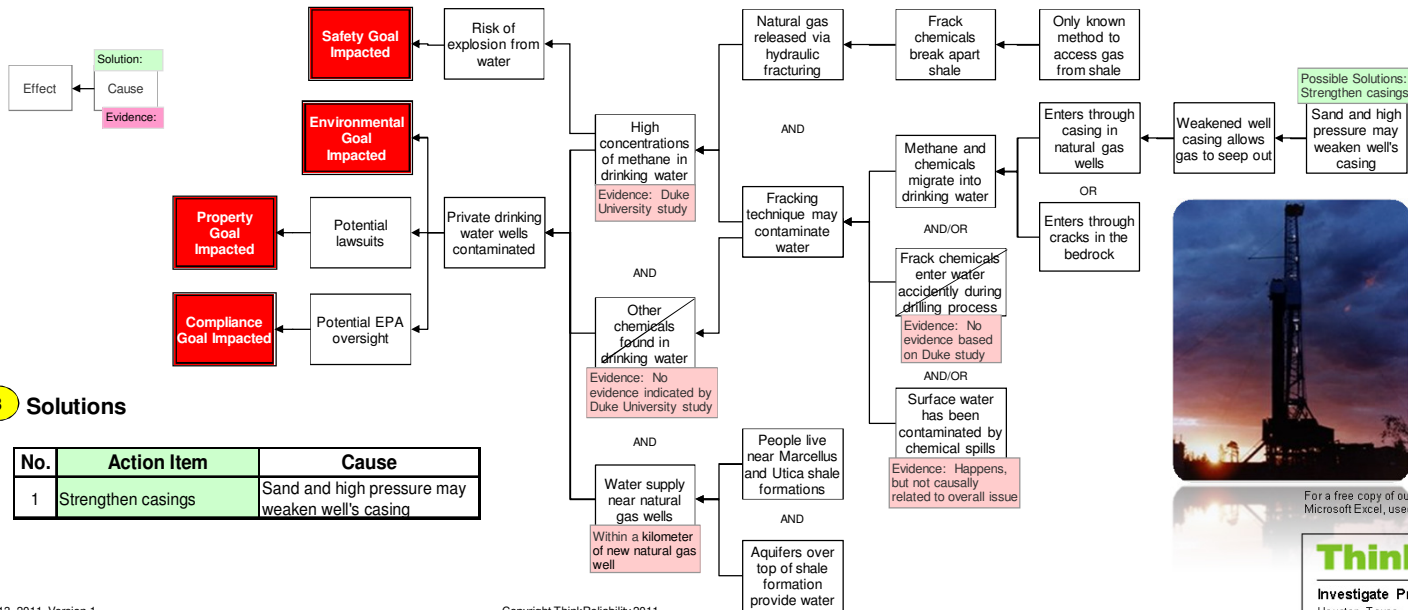 Effect
Solution:
Cause
Evidence:
Safety Goal
Impacted
Risk of
explosion from
water
Natural gas
released via
hydraulic
fracturing
Frack
chemicals
break apart
shale
Only known
method to
access gas
from shale
Environmental
Goal
Impacted
High
concentrations
of methane in
drinking water
Evidence: Duke
University study
AND
Methane and
chemicals
migrate into
drinking water
Enters through
casing in
natural gas
wells
Weakened well
casing allows
gas to seep out
Possible Solutions:
Strengthen casings
Sand and high
pressure may
weaken well's
casing
OR
Enters through
cracks in the
bedrock
Property
Goal
Impacted
Potential
lawsuits
Private drinking
water wells
contaminated
Fracking
technique may
contaminate
water
AND/OR
Frack chemicals
enter water
accidently during
drilling process
Evidence: No
evidence based
on Duke study
AND
Compliance
Goal Impacted
Potential EPA
oversight
Other
chemicals
found in
drinking water
Evidence: No
evidence indicated by
Duke University study
AND/OR
Surface water
has been
contaminated by
chemical spills
Evidence: Happens,
but not causally
related to overall issue
AND
Water supply
near natural
gas wells
Within a kilometer
of new natural gas
well
People live
near Marcellus
and Utica shale
formations
AND
Aquifers over
top of shale
formation
provide water
Solutions
No. Action Item Cause
1 Strengthen casings Sand and high pressure may
weaken well's casing
For a free copy of
Microsoft Excel,
Think
Investigate
2011 Version 1
Copyright ThinkReliability 2011